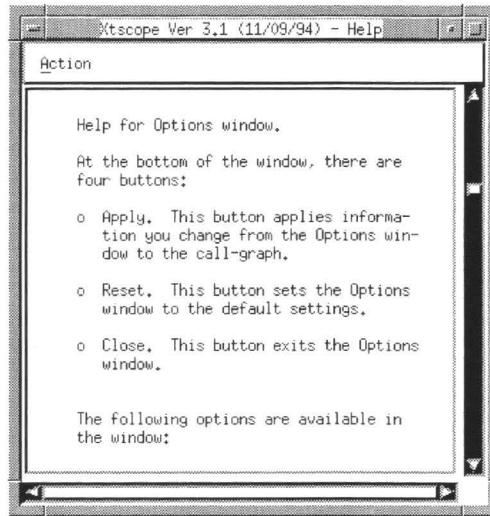 Xtscope Ver 3.1 (11/09/94) - Help
Action
Help for Options window.
At the bottom of the window, there are
four buttons:
o Apply. This button applies informa-
tion you change from the Options win-
dow to the call-graph.
o Reset. This button sets the Options
window to the default settings.
o Close. This button exits the Options
window.
The following options are available in
the window: